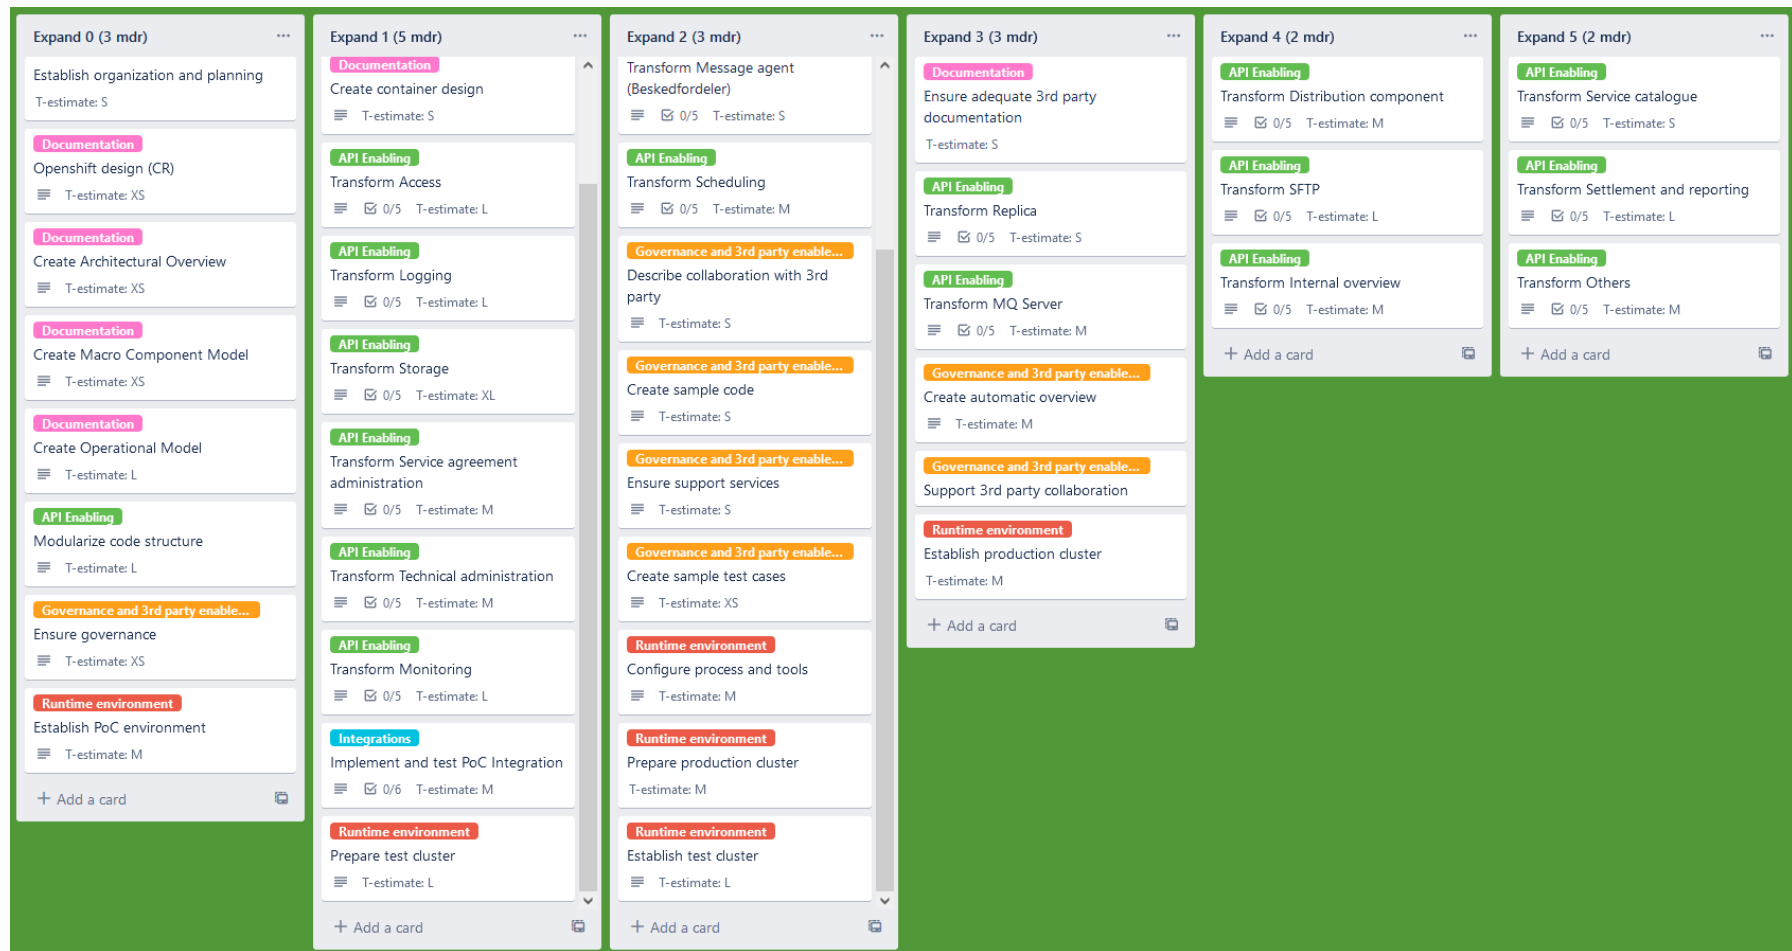 Expand 0 (3 mdr)
Establish organization and planning
T-estimate: S
Documentation
Openshift design (CR)
T-estimate: XS
Documentation
Create Architectural Overview
T-estimate: XS
Documentation
Create Macro Component Model
T-estimate: XS
Documentation
Create Operational Model
T-estimate: L
API Enabling
Modularize code structure
T-estimate: L
Governance and 3rd party enable...
Ensure governance
T-estimate: XS
Runtime environment
Establish PoC environment
T-estimate: M
+ Add a card
Expand 1 (5 mdr)
Documentation
Create container design
T-estimate: S
API Enabling
Transform Access
0/5 T-estimate: L
API Enabling
Transform Logging
0/5 T-estimate: L
API Enabling
Transform Storage
0/5 T-estimate: XL
API Enabling
Transform Service agreement
administration
0/5 T-estimate: M
API Enabling
Transform Technical administration
0/5 T-estimate: M
API Enabling
Transform Monitoring
0/5 T-estimate: L
Integrations
Implement and test PoC Integration
0/6 T-estimate: M
Runtime environment
Prepare test cluster
T-estimate: L
+ Add a card
Expand 2 (3 mdr)
Transform Message agent
(Beskedfordeler)
0/5 T-estimate: S
API Enabling
Transform Scheduling
0/5 T-estimate: M
Governance and 3rd party enable...
Describe collaboration with 3rd
party
T-estimate: S
Governance and 3rd party enable...
Create sample code
T-estimate: S
Governance and 3rd party enable...
Ensure support services
T-estimate: S
Governance and 3rd party enable...
Create sample test cases
T-estimate: XS
Runtime environment
Configure process and tools
T-estimate: M
Runtime environment
Prepare production cluster
T-estimate: M
Runtime environment
Establish test cluster
T-estimate: L
+ Add a card
Expand 3 (3 mdr)
Documentation
Ensure adequate 3rd party
documentation
T-estimate: S
API Enabling
Transform Replica
0/5 T-estimate: S
API Enabling
Transform MQ Server
0/5 T-estimate: M
Governance and 3rd party enable...
Create automatic overview
T-estimate: M
Governance and 3rd party enable...
Support 3rd party collaboration
Runtime environment
Establish production cluster
T-estimate: M
+ Add a card
Expand 4 (2 mdr)
API Enabling
Transform Distribution component
0/5 T-estimate: M
API Enabling
Transform SFTP
0/5 T-estimate: L
API Enabling
Transform Internal overview
0/5 T-estimate: M
+ Add a card
Expand 5 (2 mdr)
API Enabling
Transform Service catalogue
0/5 T-estimate: S
API Enabling
Transform Settlement and reporting
0/5 T-estimate: L
API Enabling
Transform Others
0/5 T-estimate: M
+ Add a card